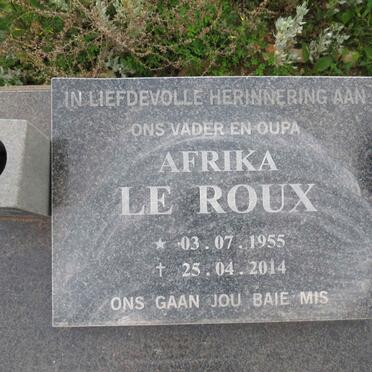 IN LIEFDEVOLLE HERINNERING AAN
ONS VADER EN OUPA
AFRIKA
LE ROUX
★ 03.07.1955
† 25.04.2014
ONS GAAN JOU BAIE MIS